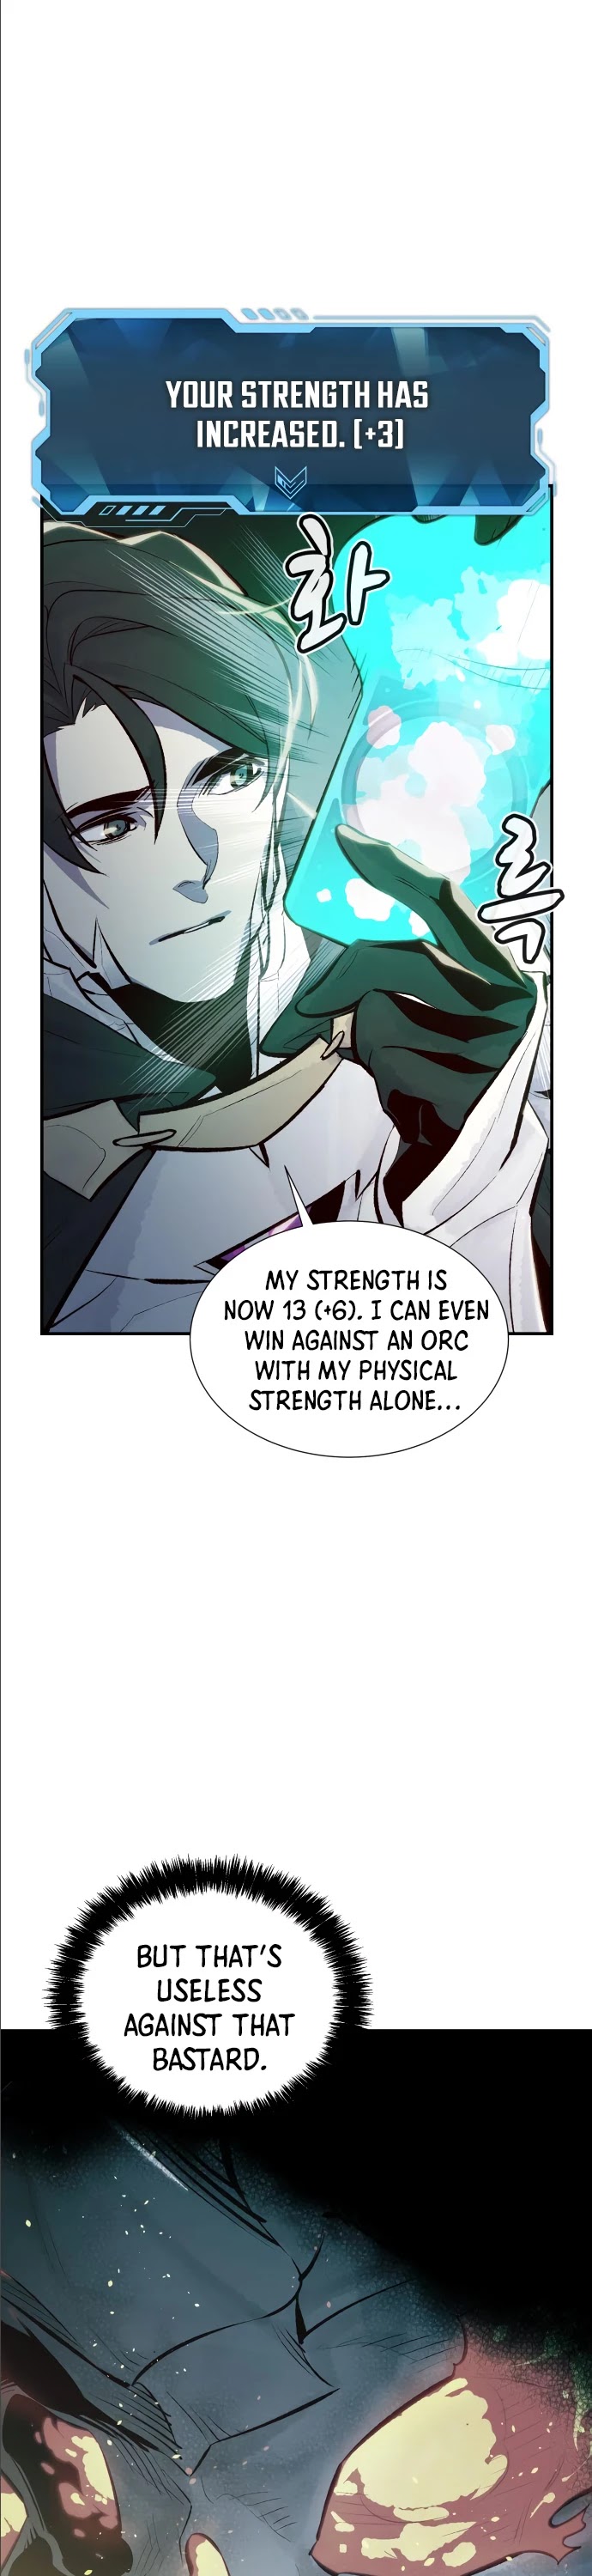 YOUR STRENGTH HAS
INCREASED. [+3]
화
륵
MY STRENGTH IS
NOW 13 (+6). I CAN EVEN
WIN AGAINST AN ORC
WITH MY PHYSICAL
STRENGTH ALONE...
BUT THAT'S
USELESS
AGAINST THAT
BASTARD.